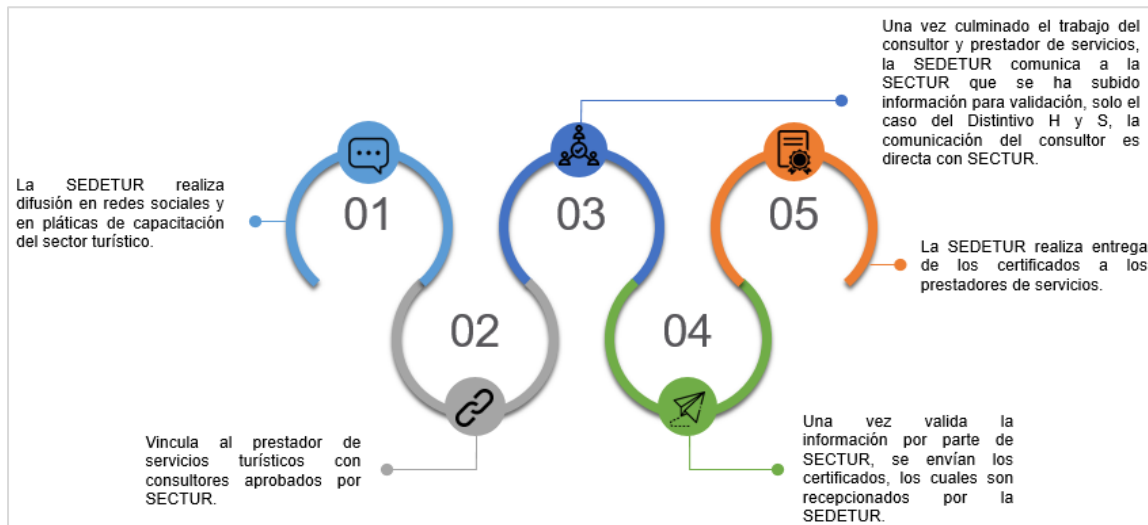 La SEDETUR realiza
difusión en redes sociales y
en pláticas de capacitación
del sector turístico.
01
Vincula al prestador de
servicios turísticos con
consultores aprobados por
SECTUR.
02
Una vez culminado el trabajo del
consultor y prestador de servicios,
la SEDETUR comunica a la
SECTUR que se ha subido
información para validación, solo el
caso del Distintivo H y S, la
comunicación del consultor es
directa con SECTUR.
03
Una vez valida la
información por parte de
SECTUR, se envían los
certificados, los cuales son
recepcionados por la
SEDETUR.
04
La SEDETUR realiza entrega
de los certificados a los
prestadores de servicios.
05